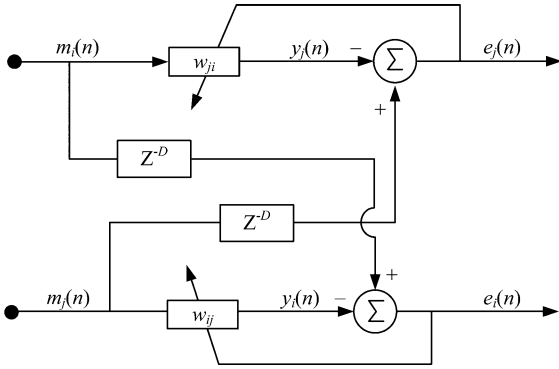 mi(n)
wji
yj(n)
−
Σ
ej(n)
+
Z-D
Z-D
+
mj(n)
wij
yi(n)
−
Σ
ei(n)